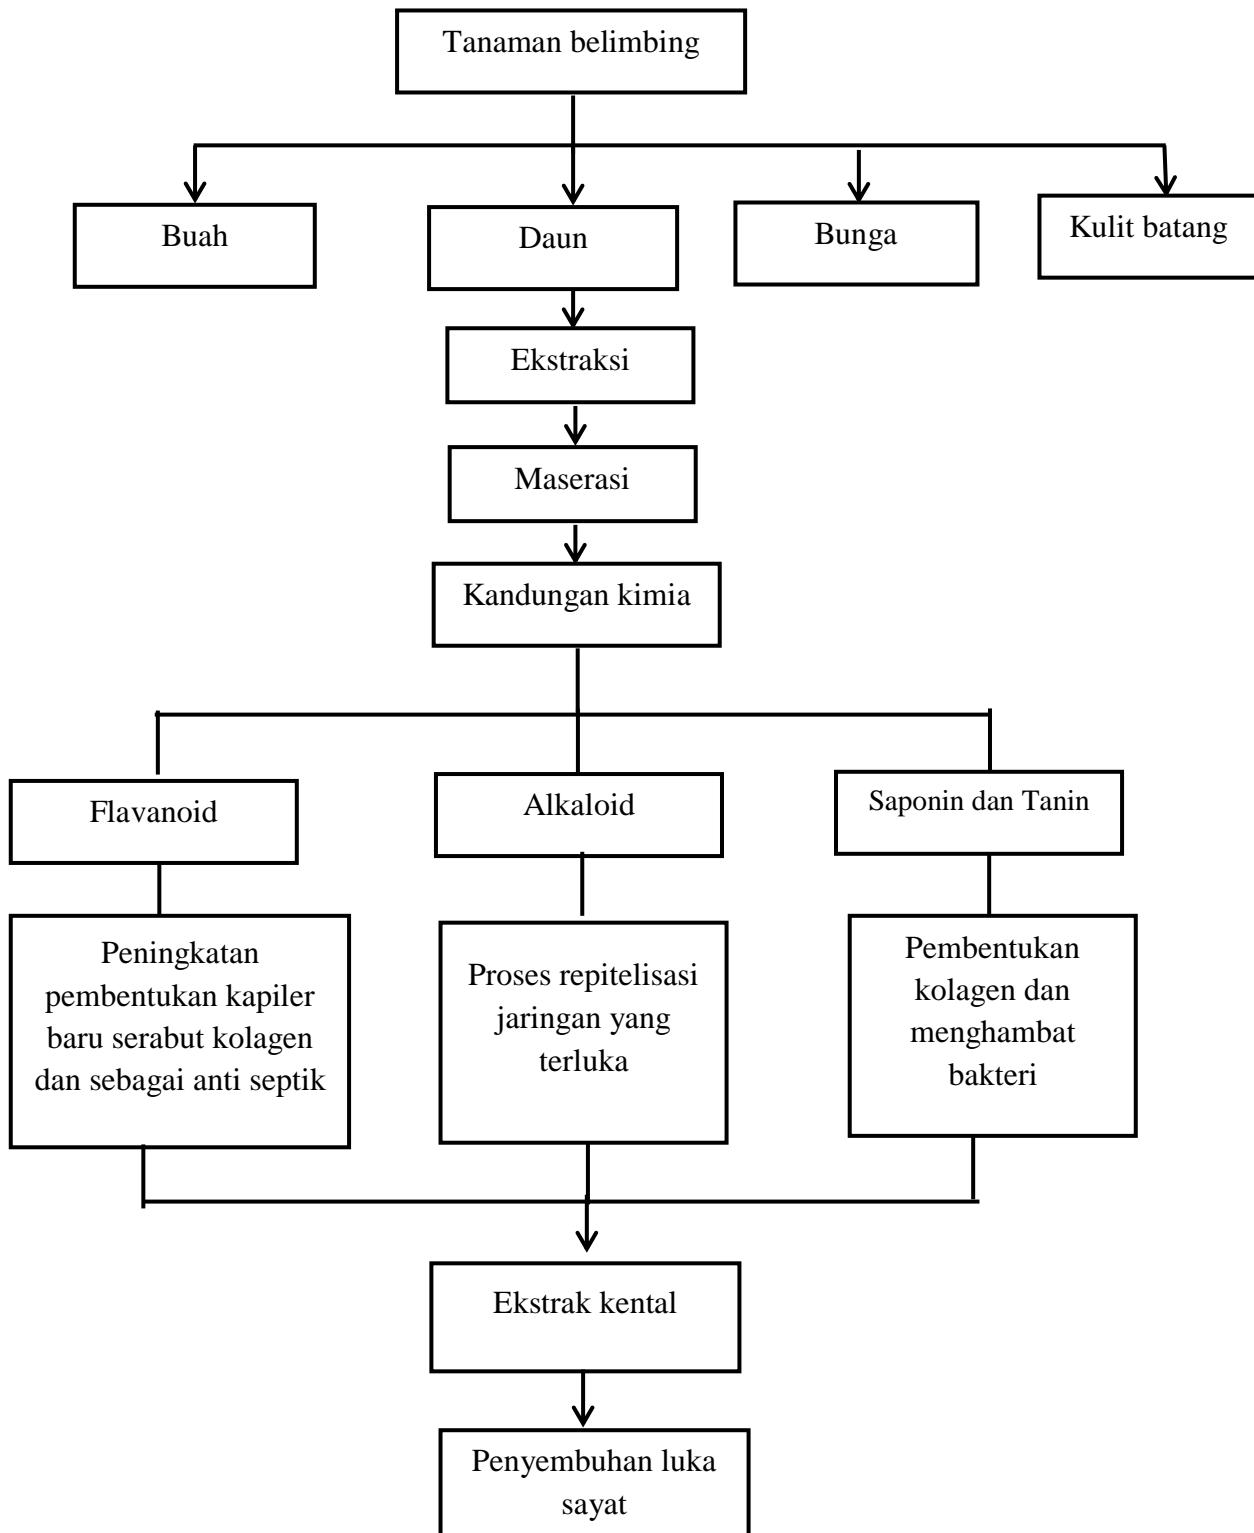 Tanaman belimbing
Buah
Daun
Bunga
Kulit batang
Ekstraksi
Maserasi
Kandungan kimia
Flavanoid
Alkaloid
Saponin dan Tanin
Peningkatan
pembentukan kapiler
baru serabut kolagen
dan sebagai anti septik
Proses repitelisasi
jaringan yang
terluka
Pembentukan
kolagen dan
menghambat
bakteri
Ekstrak kental
Penyembuhan luka
sayat